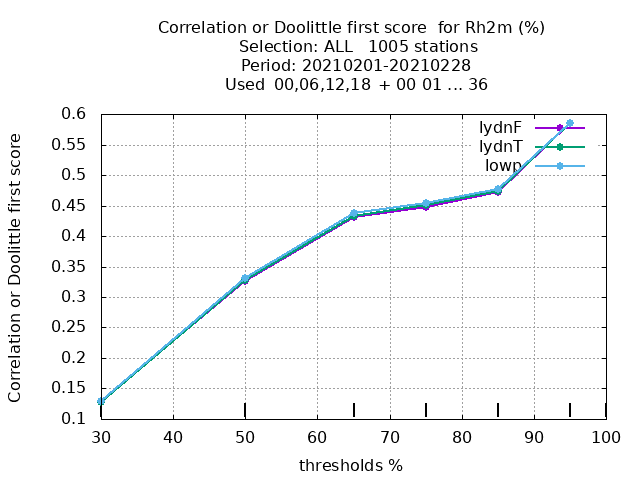 Correlation or Doolittle first score  for Rh2m (%)
Selection: ALL   1005 stations
Period: 20210201-20210228
Used  00,06,12,18  + 00 01 ... 36
Correlation or Doolittle first score
0.6
0.55
0.5
0.45
0.4
0.35
0.3
0.25
0.2
0.15
0.1
lydnF
lydnT
lowp
30 40 50 60 70 80 90 100
thresholds %